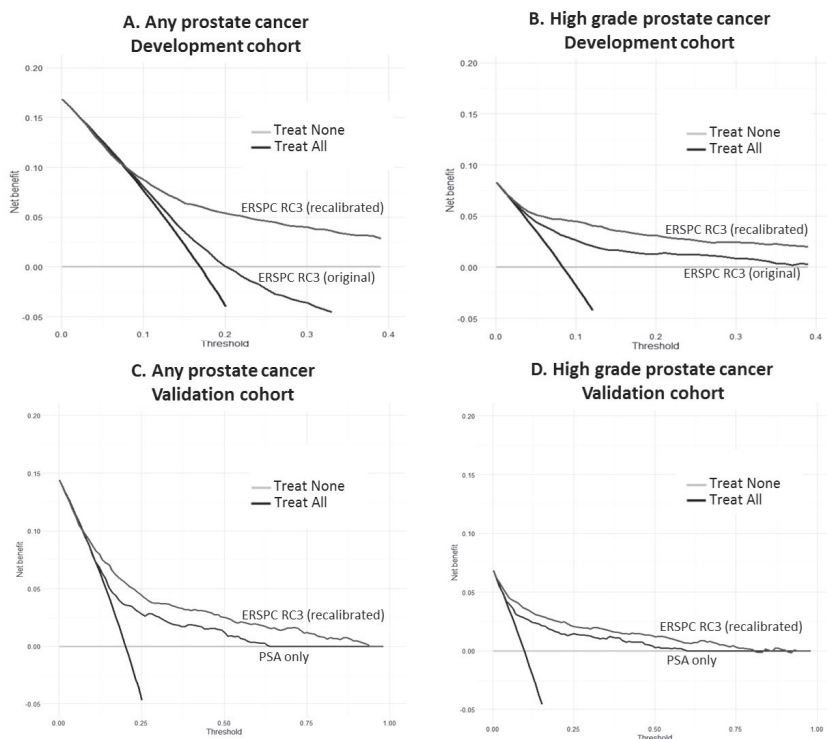 A. Any prostate cancer
Development cohort
0.20
0.15
0.10
0.05
0.00
-0.05
Net benefit
Treat None
Treat All
ERSPC RC3 (recalibrated)
ERSPC RC3 (original)
0.0
0.1
0.2
0.3
0.4
Threshold
B. High grade prostate cancer
Development cohort
0.20
0.15
0.10
0.05
0.00
-0.05
Net benefit
Treat None
Treat All
ERSPC RC3 (recalibrated)
ERSPC RC3 (original)
0.0
0.1
0.2
0.3
0.4
Threshold
C. Any prostate cancer
Validation cohort
0.20
0.15
0.10
0.05
0.00
-0.05
Net benefit
Treat None
Treat All
ERSPC RC3 (recalibrated)
PSA only
0.00
0.25
0.50
0.75
1.00
Threshold
D. High grade prostate cancer
Validation cohort
0.20
0.15
0.10
0.05
0.00
-0.05
Net benefit
Treat None
Treat All
ERSPC RC3 (recalibrated)
PSA only
0.00
0.25
0.50
0.75
1.00
Threshold